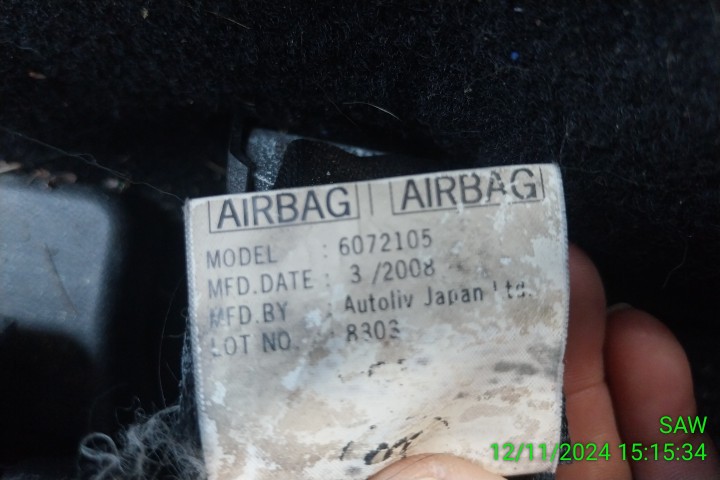 AIRBAG AIRBAG
MODEL : 6072105
MFD.DATE : 3 /2008
MFD.BY : Autoliv Japan Ltd.
LOT NO. : 8303
SAW
12/11/2024 15:15:34